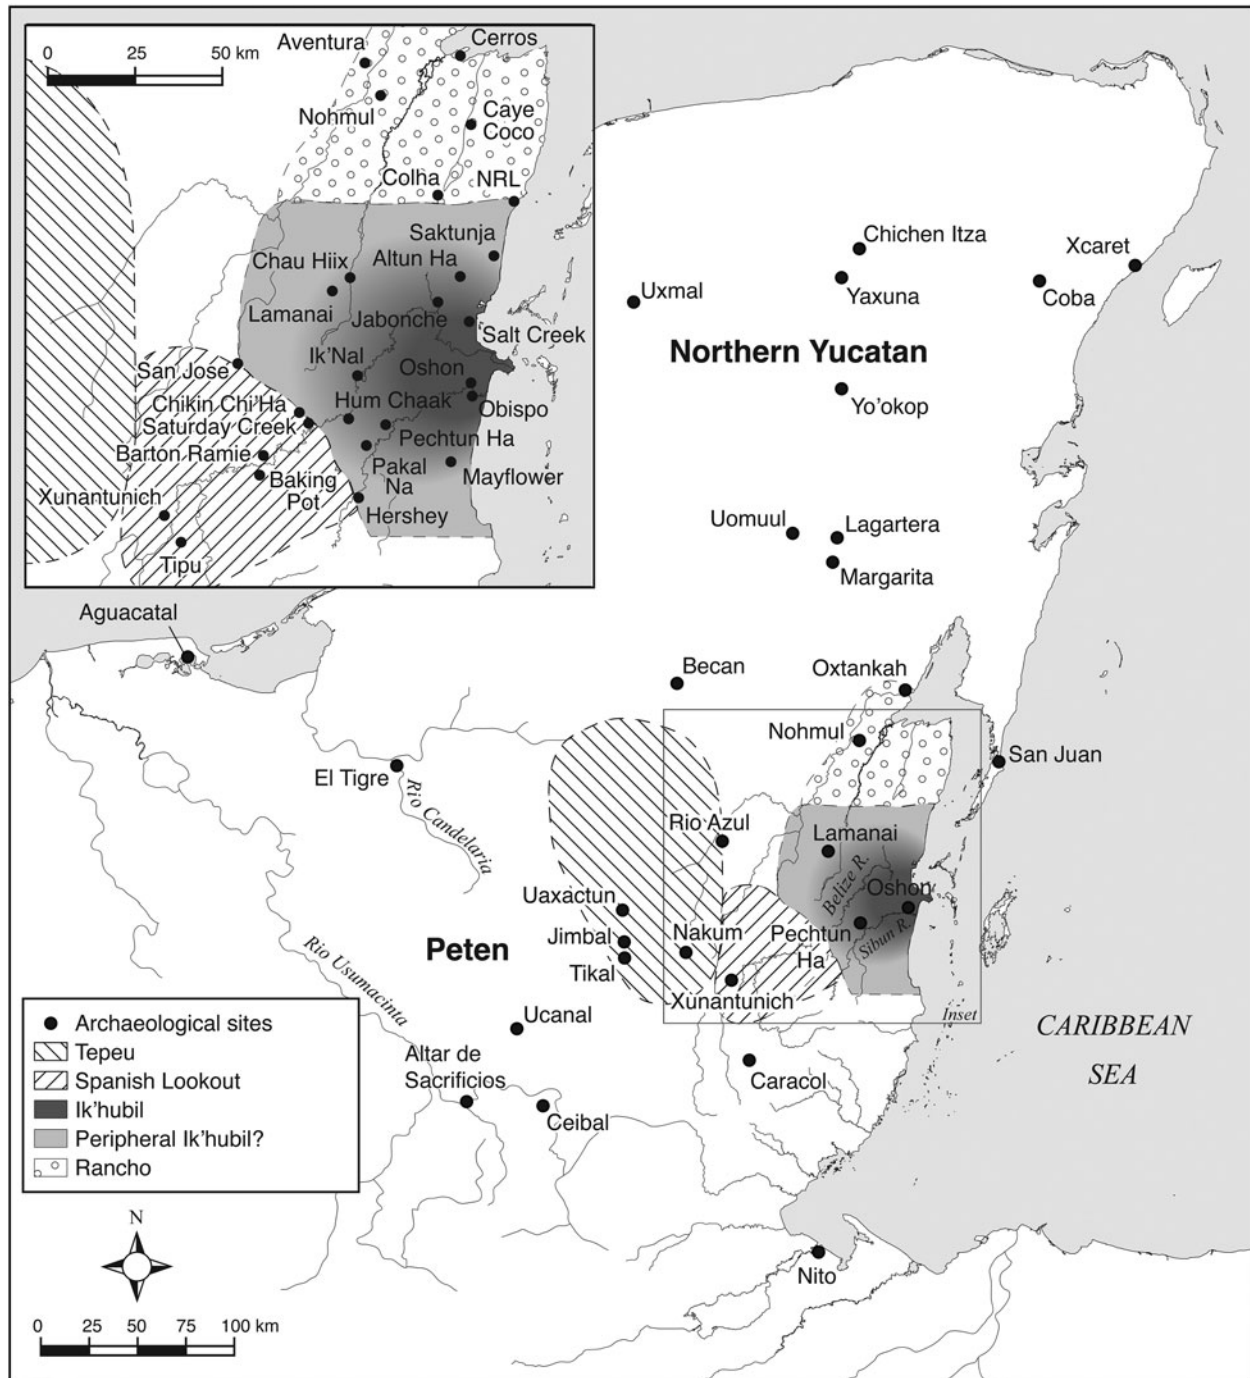 0 25 50 km
Aventura
Cerros
Nohmul
Caye
Coco
Colha
NRL
Saktunja
Chau Hiix
Altun Ha
Lamanai
Jabonche
Salt Creek
Ik'Nal
Oshon
San Jose
Obispo
Chikin Chi'Ha
Hum Chaak
Saturday Creek
Pechtun Ha
Barton Ramie
Pakal
Na
Mayflower
Baking
Pot
Xunantunich
Hershey
Tipu
Chichen Itza
Xcaret
Uxmal
Yaxuna
Coba
Northern Yucatan
Yo'okop
Uomuul
Lagartera
Margarita
Aguacatal
Becan
Oxtankah
Nohmul
San Juan
El Tigre
Rio Candelaria
Rio Azul
Lamanai
Belize R.
Oshon
Uaxactun
Jimbal
Tikal
Nakum
Pechtun
Ha
Sibun R.
Peten
Rio Usumacinta
Xunantunich
Inset
Ucanal
CARIBBEAN
SEA
Altar de
Sacrificios
Caracol
Ceibal
Archaeological sites
Tepeu
Spanish Lookout
Ik'hubil
Peripheral Ik'hubil?
Rancho
N
Nito
0 25 50 75 100 km